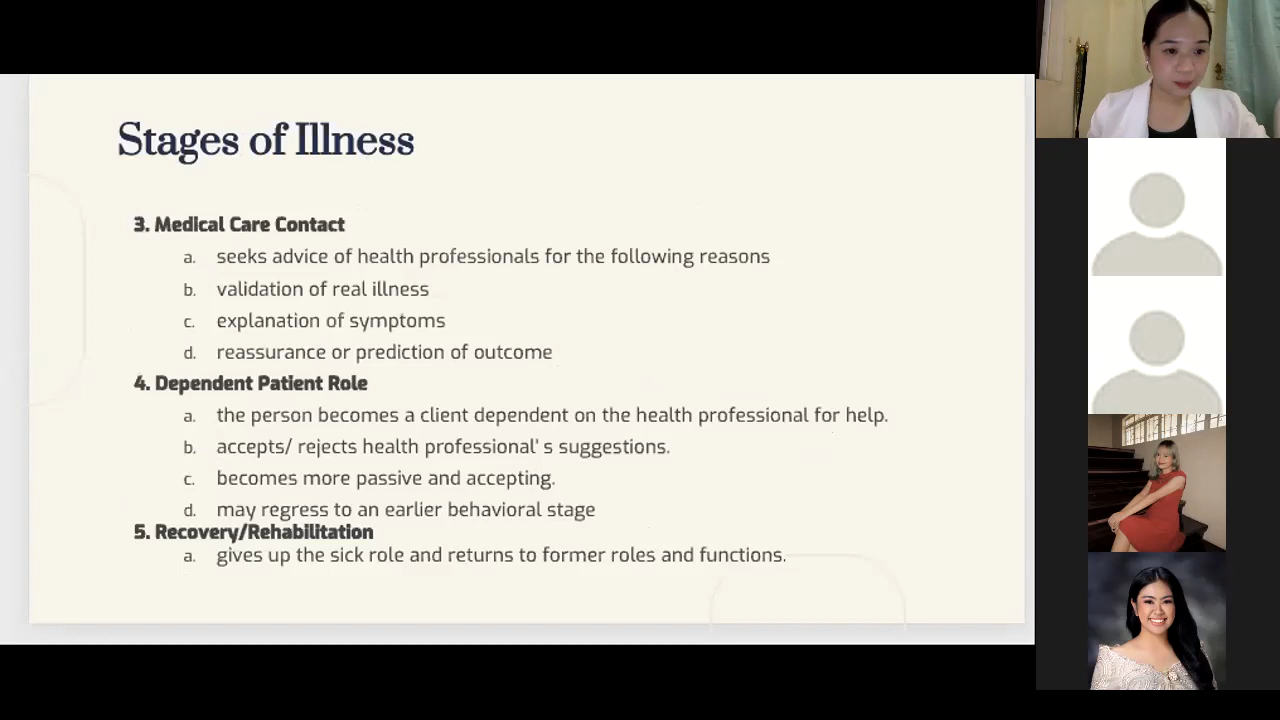 Stages of Illness
3. Medical Care Contact
a. seeks advice of health professionals for the following reasons
b. validation of real illness
c. explanation of symptoms
d. reassurance or prediction of outcome
4. Dependent Patient Role
a. the person becomes a client dependent on the health professional for help.
b. accepts/ rejects health professional' s suggestions.
c. becomes more passive and accepting.
d. may regress to an earlier behavioral stage
5. Recovery/Rehabilitation
a. gives up the sick role and returns to former roles and functions.